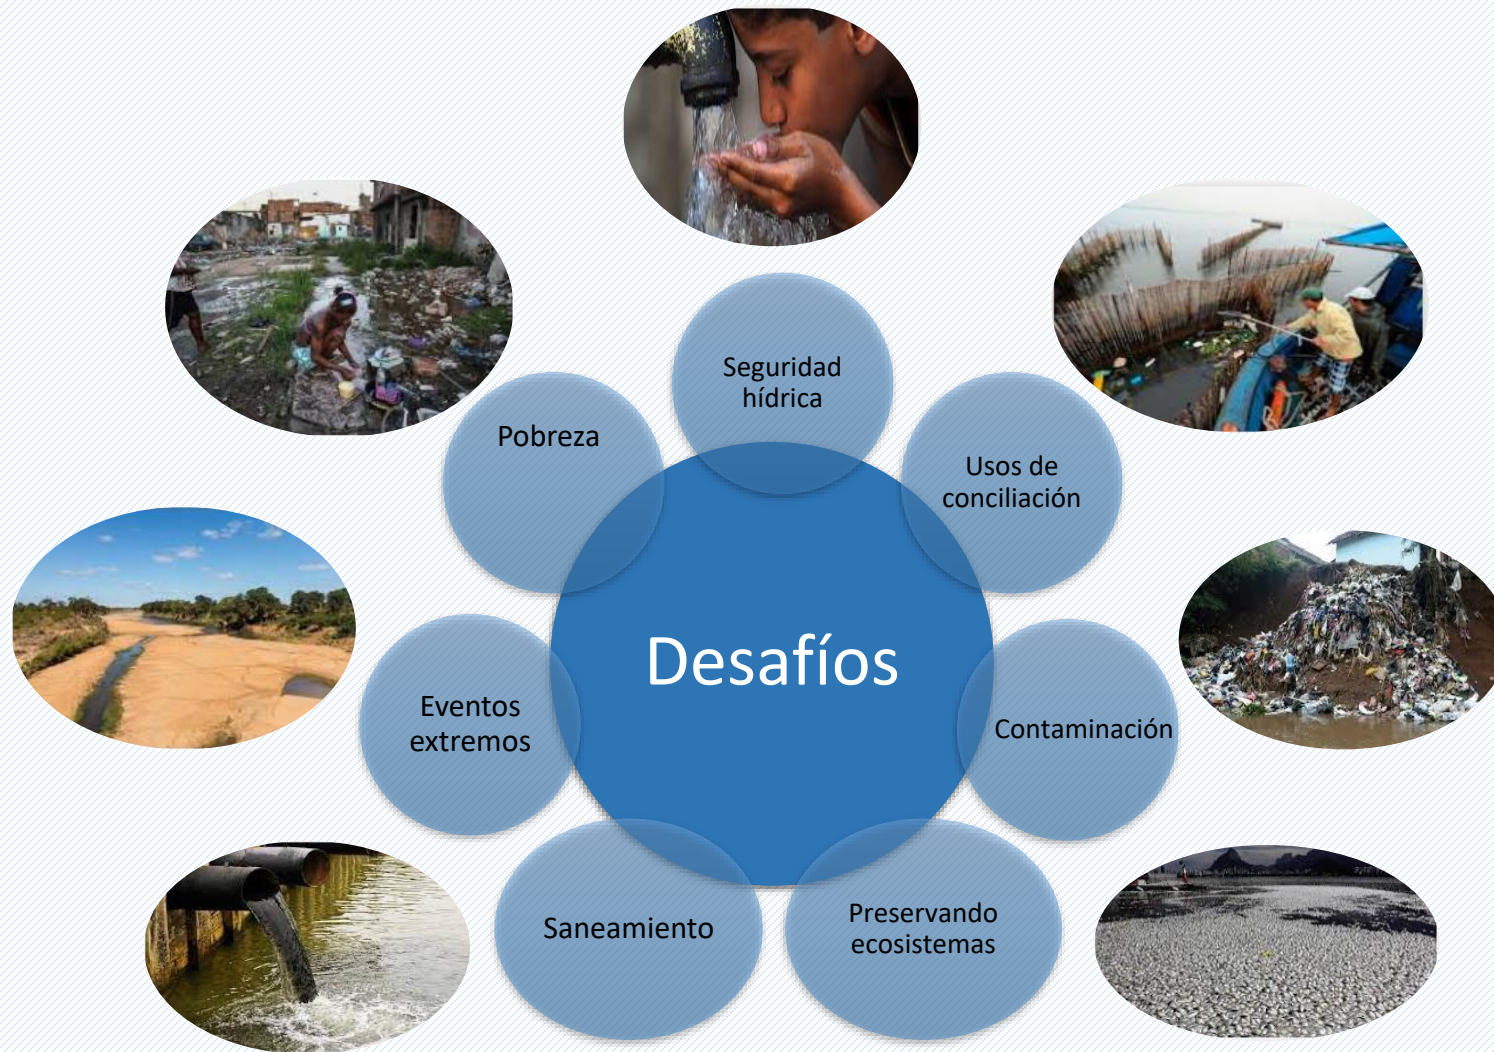 Seguridad
hídrica
Pobreza
Usos de
conciliación
Desafíos
Eventos
extremos
Contaminación
Saneamiento
Preservando
ecosistemas